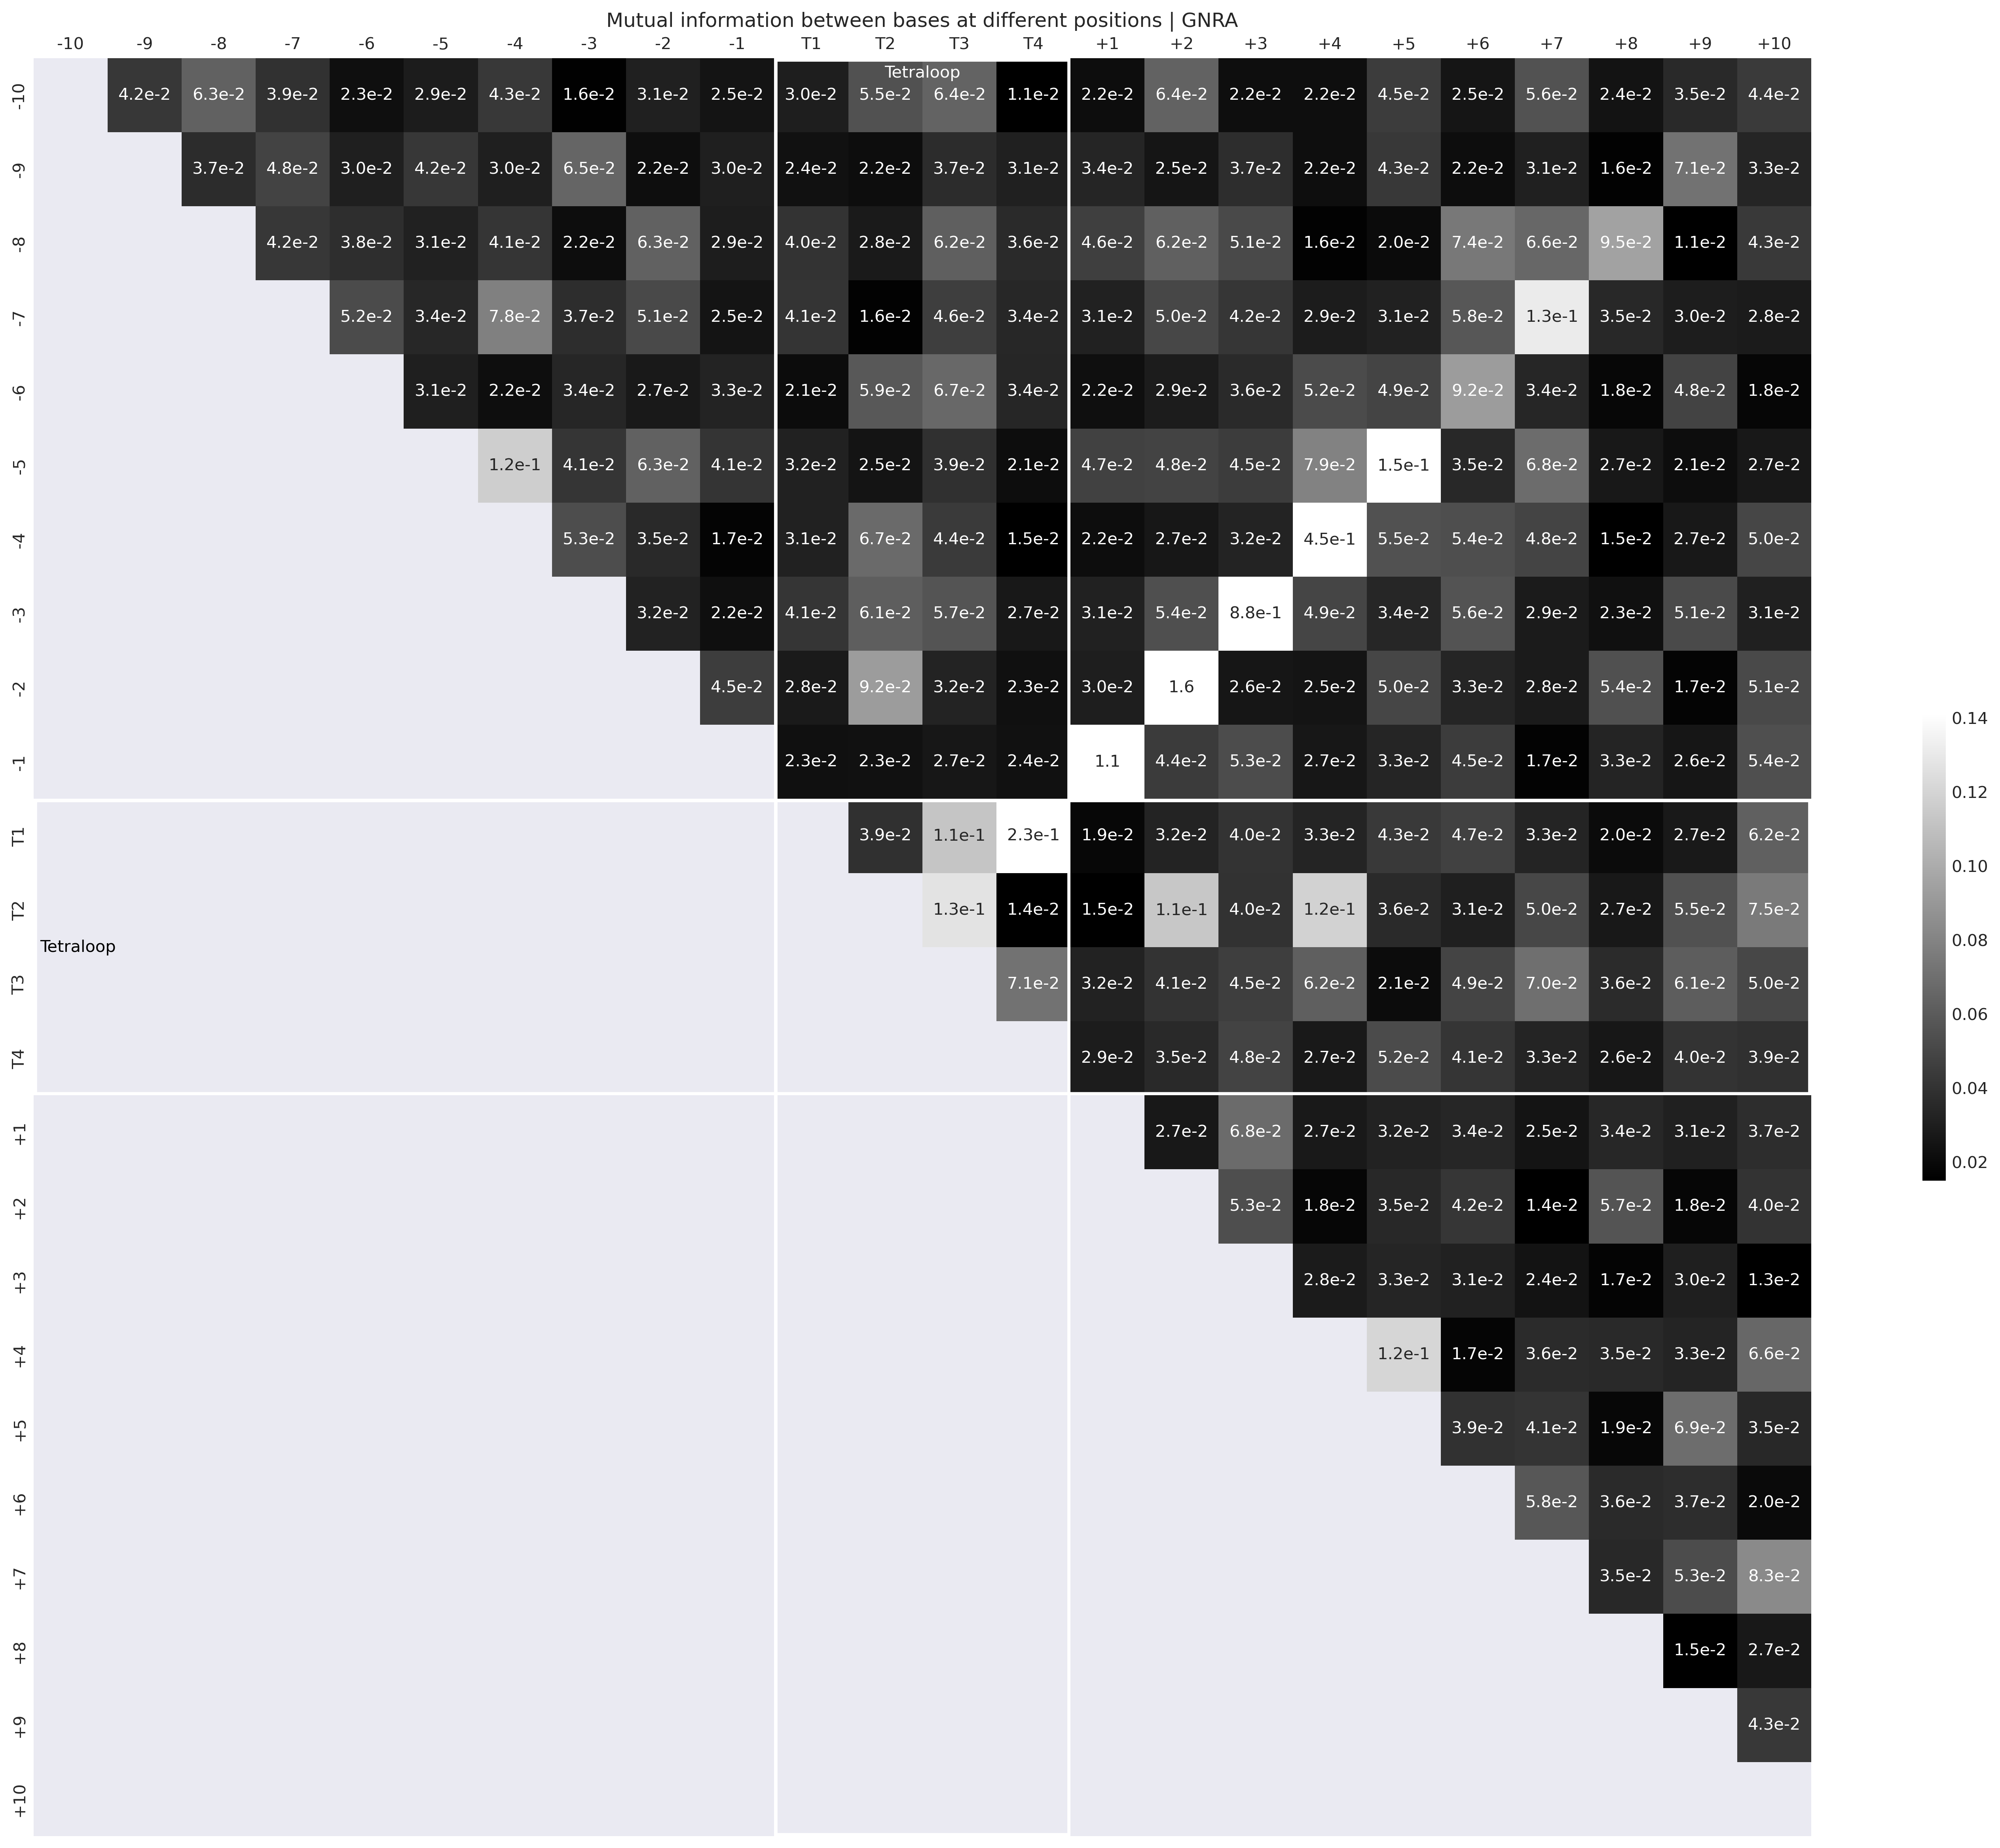 Mutual information between bases at different positions | GNRA
-10 -9 -8 -7 -6 -5 -4 -3 -2 -1 T1 T2 T3 T4 +1 +2 +3 +4 +5 +6 +7 +8 +9 +10
Tetraloop
-10 4.2e-2 6.3e-2 3.9e-2 2.3e-2 2.9e-2 4.3e-2 1.6e-2 3.1e-2 2.5e-2 3.0e-2 5.5e-2 6.4e-2 1.1e-2 2.2e-2 6.4e-2 2.2e-2 2.2e-2 4.5e-2 2.5e-2 5.6e-2 2.4e-2 3.5e-2 4.4e-2
-9 3.7e-2 4.8e-2 3.0e-2 4.2e-2 3.0e-2 6.5e-2 2.2e-2 3.0e-2 2.4e-2 2.2e-2 3.7e-2 3.1e-2 3.4e-2 2.5e-2 3.7e-2 2.2e-2 4.3e-2 2.2e-2 3.1e-2 1.6e-2 7.1e-2 3.3e-2
-8 4.2e-2 3.8e-2 3.1e-2 4.1e-2 2.2e-2 6.3e-2 2.9e-2 4.0e-2 2.8e-2 6.2e-2 3.6e-2 4.6e-2 6.2e-2 5.1e-2 1.6e-2 2.0e-2 7.4e-2 6.6e-2 9.5e-2 1.1e-2 4.3e-2
-7 5.2e-2 3.4e-2 7.8e-2 3.7e-2 5.1e-2 2.5e-2 4.1e-2 1.6e-2 4.6e-2 3.4e-2 3.1e-2 5.0e-2 4.2e-2 2.9e-2 3.1e-2 5.8e-2 1.3e-1 3.5e-2 3.0e-2 2.8e-2
-6 3.1e-2 2.2e-2 3.4e-2 2.7e-2 3.3e-2 2.1e-2 5.9e-2 6.7e-2 3.4e-2 2.2e-2 2.9e-2 3.6e-2 5.2e-2 4.9e-2 9.2e-2 3.4e-2 1.8e-2 4.8e-2 1.8e-2
-5 1.2e-1 4.1e-2 6.3e-2 4.1e-2 3.2e-2 2.5e-2 3.9e-2 2.1e-2 4.7e-2 4.8e-2 4.5e-2 7.9e-2 1.5e-1 3.5e-2 6.8e-2 2.7e-2 2.1e-2 2.7e-2
-4 5.3e-2 3.5e-2 1.7e-2 3.1e-2 6.7e-2 4.4e-2 1.5e-2 2.2e-2 2.7e-2 3.2e-2 4.5e-1 5.5e-2 5.4e-2 4.8e-2 1.5e-2 2.7e-2 5.0e-2
-3 3.2e-2 2.2e-2 4.1e-2 6.1e-2 5.7e-2 2.7e-2 3.1e-2 5.4e-2 8.8e-1 4.9e-2 3.4e-2 5.6e-2 2.9e-2 2.3e-2 5.1e-2 3.1e-2
-2 4.5e-2 2.8e-2 9.2e-2 3.2e-2 2.3e-2 3.0e-2 1.6 2.6e-2 2.5e-2 5.0e-2 3.3e-2 2.8e-2 5.4e-2 1.7e-2 5.1e-2
-1 2.3e-2 2.3e-2 2.7e-2 2.4e-2 1.1 4.4e-2 5.3e-2 2.7e-2 3.3e-2 4.5e-2 1.7e-2 3.3e-2 2.6e-2 5.4e-2
T1 3.9e-2 1.1e-1 2.3e-1 1.9e-2 3.2e-2 4.0e-2 3.3e-2 4.3e-2 4.7e-2 3.3e-2 2.0e-2 2.7e-2 6.2e-2
T2 1.3e-1 1.4e-2 1.5e-2 1.1e-1 4.0e-2 1.2e-1 3.6e-2 3.1e-2 5.0e-2 2.7e-2 5.5e-2 7.5e-2
Tetraloop
T3 7.1e-2 3.2e-2 4.1e-2 4.5e-2 6.2e-2 2.1e-2 4.9e-2 7.0e-2 3.6e-2 6.1e-2 5.0e-2
T4 2.9e-2 3.5e-2 4.8e-2 2.7e-2 5.2e-2 4.1e-2 3.3e-2 2.6e-2 4.0e-2 3.9e-2
+1 2.7e-2 6.8e-2 2.7e-2 3.2e-2 3.4e-2 2.5e-2 3.4e-2 3.1e-2 3.7e-2
+2 5.3e-2 1.8e-2 3.5e-2 4.2e-2 1.4e-2 5.7e-2 1.8e-2 4.0e-2
+3 2.8e-2 3.3e-2 3.1e-2 2.4e-2 1.7e-2 3.0e-2 1.3e-2
+4 1.2e-1 1.7e-2 3.6e-2 3.5e-2 3.3e-2 6.6e-2
+5 3.9e-2 4.1e-2 1.9e-2 6.9e-2 3.5e-2
+6 5.8e-2 3.6e-2 3.7e-2 2.0e-2
+7 3.5e-2 5.3e-2 8.3e-2
+8 1.5e-2 2.7e-2
+9 4.3e-2
+10
0.14
0.12
0.10
0.08
0.06
0.04
0.02